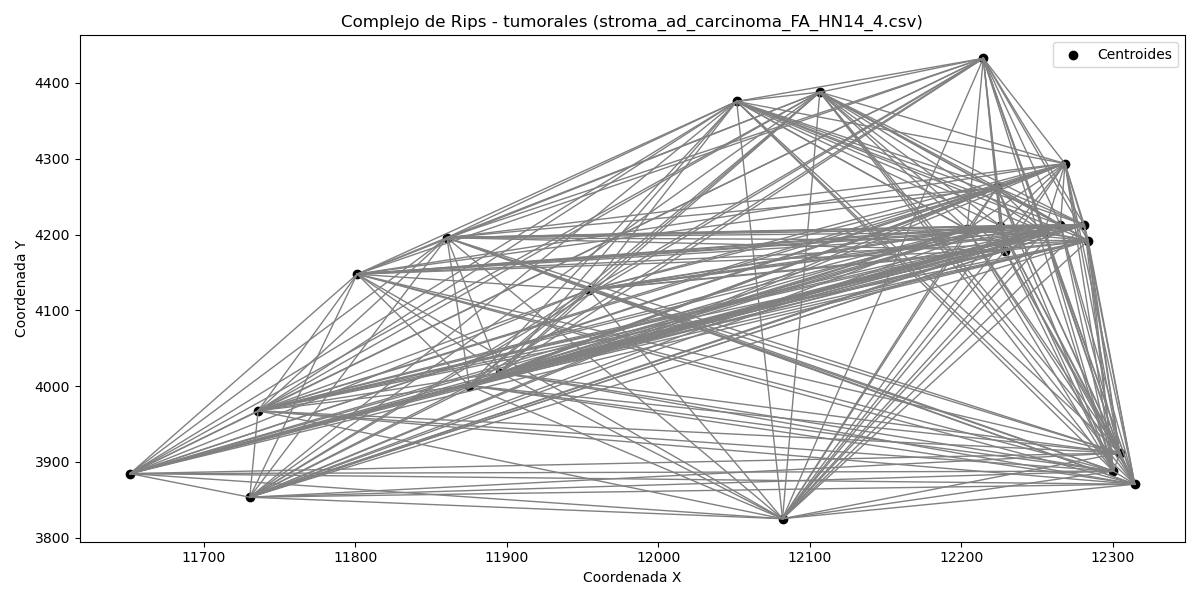 Complejo de Rips - tumorales (stroma_ad_carcinoma_FA_HN14_4.csv)
Centroides
Coordenada Y
4400
4300
4200
4100
4000
3900
3800
11700 11800 11900 12000 12100 12200 12300
Coordenada X